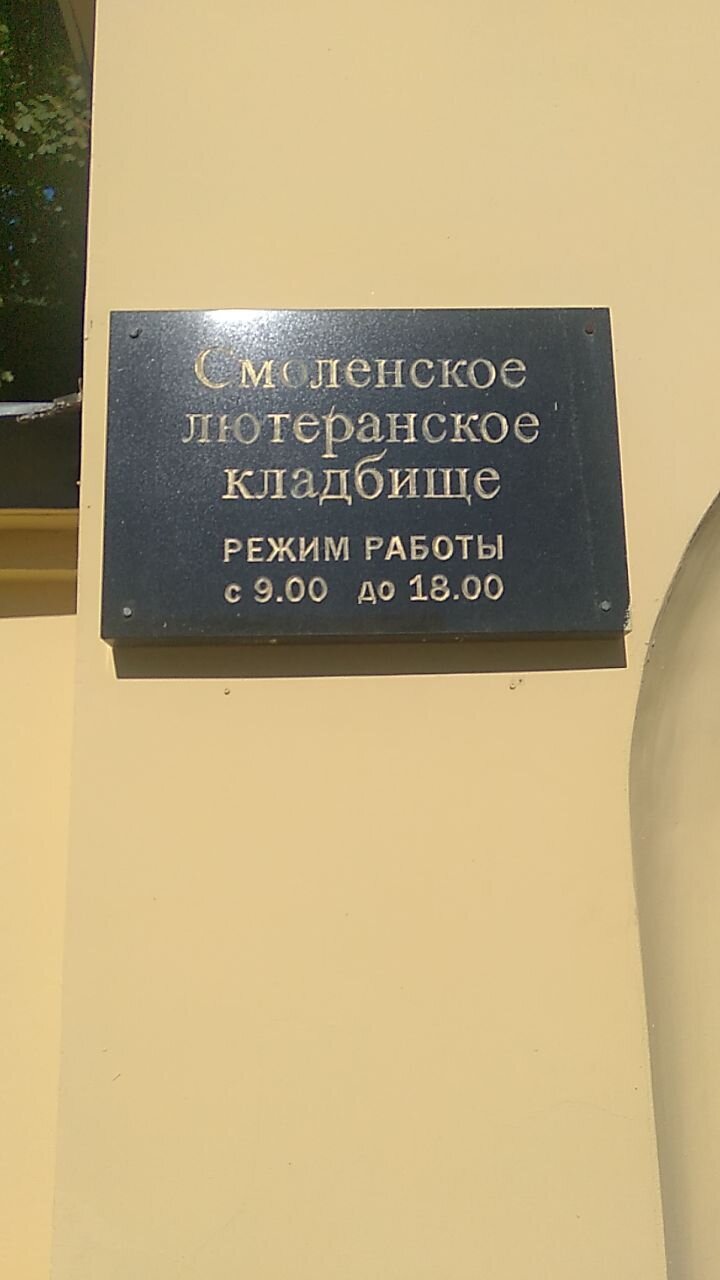 Смоленское
лютеранское
кладбище
РЕЖИМ РАБОТЫ
с 9.00 до 18.00